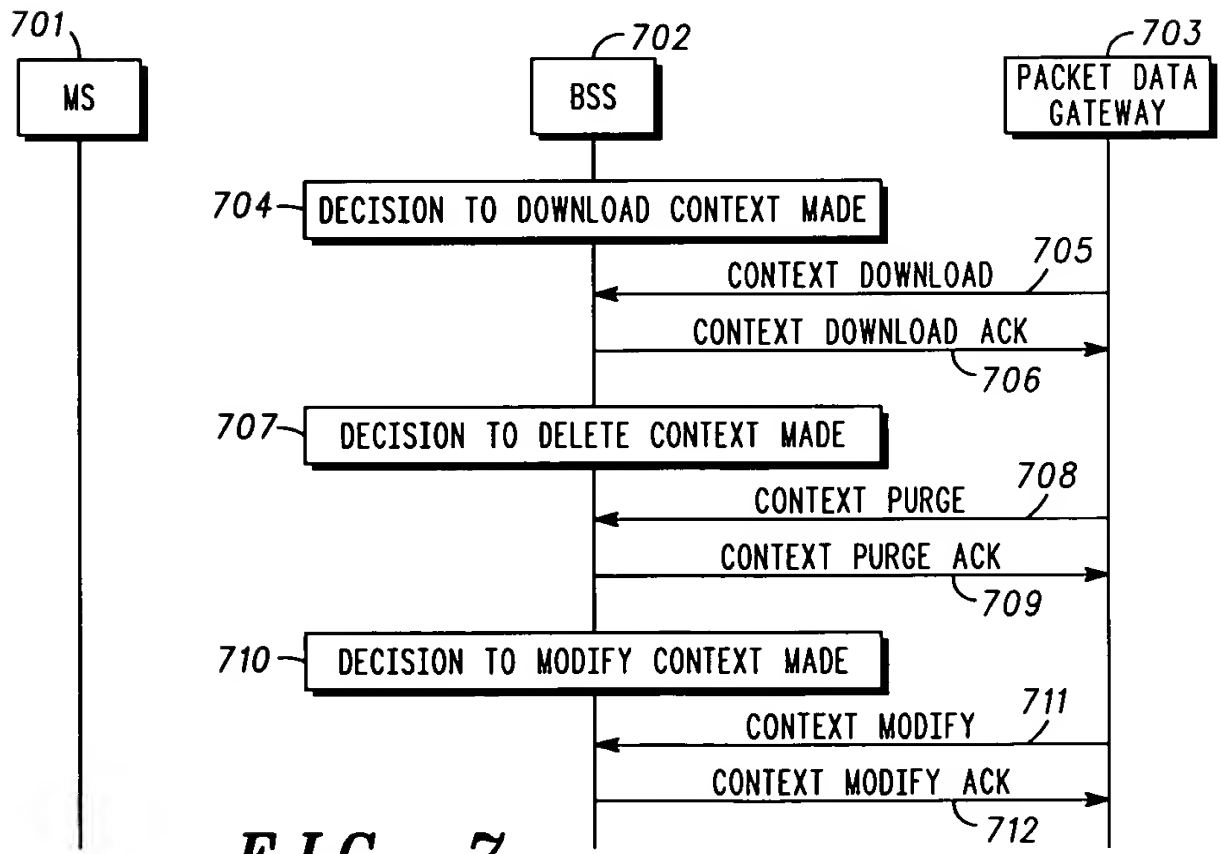 701
702
703
MS
BSS
PACKET DATA
GATEWAY
704
DECISION TO DOWNLOAD CONTEXT MADE
705
CONTEXT DOWNLOAD
CONTEXT DOWNLOAD ACK
706
707
DECISION TO DELETE CONTEXT MADE
708
CONTEXT PURGE
CONTEXT PURGE ACK
709
710
DECISION TO MODIFY CONTEXT MADE
711
CONTEXT MODIFY
CONTEXT MODIFY ACK
712
FIG. 7